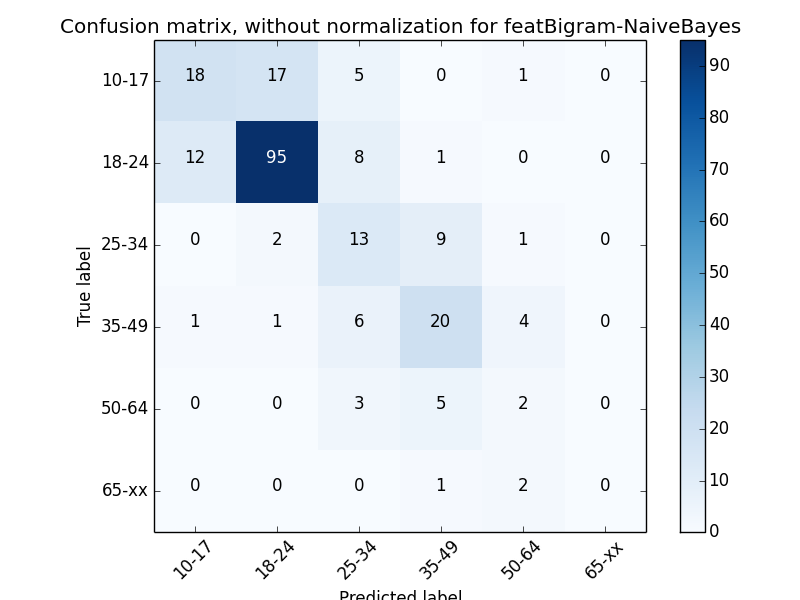 Confusion matrix, without normalization for featBigram-NaiveBayes
True label
10-17 18 17 5 0 1 0
18-24 12 95 8 1 0 0
25-34 0 2 13 9 1 0
35-49 1 1 6 20 4 0
50-64 0 0 3 5 2 0
65-xx 0 0 0 1 2 0
10-17 18-24 25-34 35-49 50-64 65-xx
Predicted label
90
80
70
60
50
40
30
20
10
0